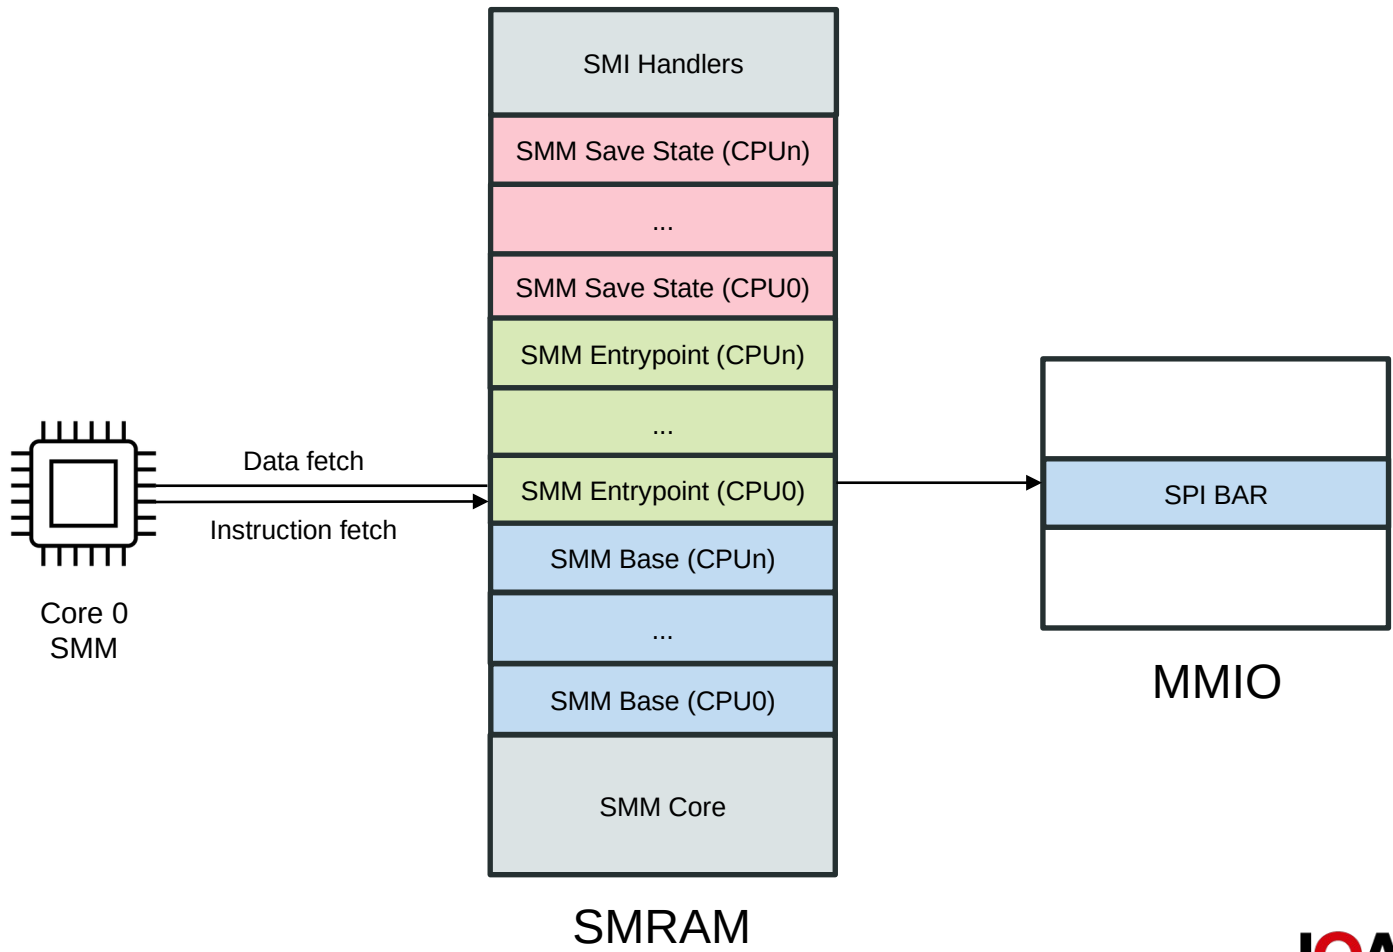 SMI Handlers
SMM Save State (CPUn)
...
SMM Save State (CPU0)
SMM Entrypoint (CPUn)
...
SMM Entrypoint (CPU0)
SMM Base (CPUn)
...
SMM Base (CPU0)
SMM Core
SMRAM
Data fetch
Instruction fetch
Core 0
SMM
SPI BAR
MMIO